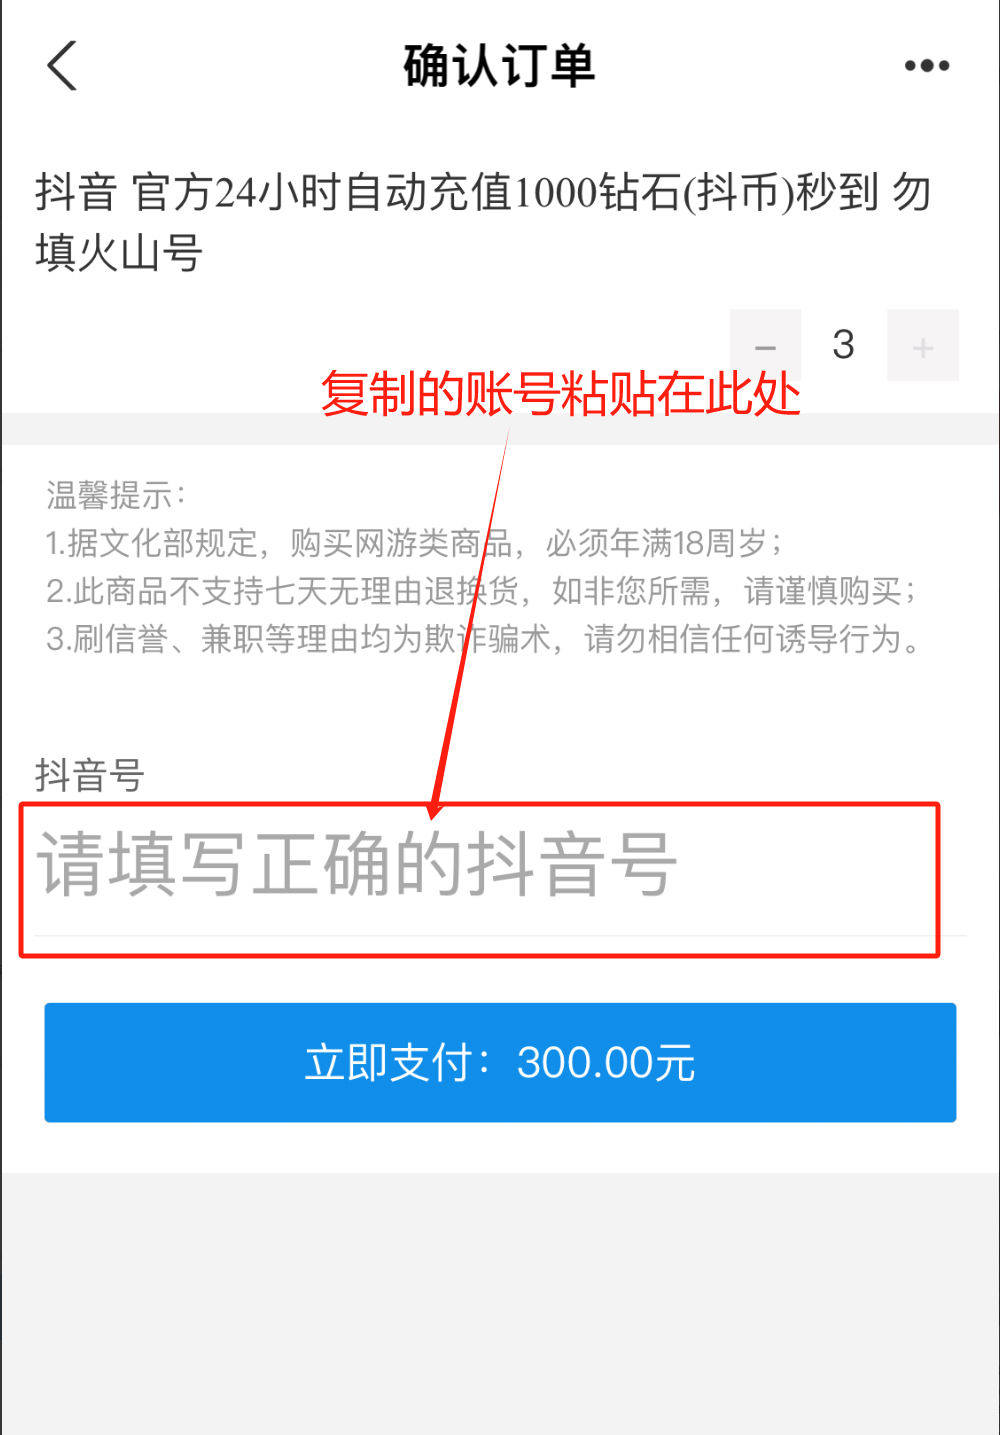 确认订单
抖音 官方24小时自动充值1000钻石(抖币)秒到 勿
填火山号
− 3 +
复制的账号粘贴在此处
温馨提示：
1.据文化部规定，购买网游类商品，必须年满18周岁；
2.此商品不支持七天无理由退换货，如非您所需，请谨慎购买；
3.刷信誉、兼职等理由均为欺诈骗术，请勿相信任何诱导行为。
抖音号
请填写正确的抖音号
立即支付：300.00元